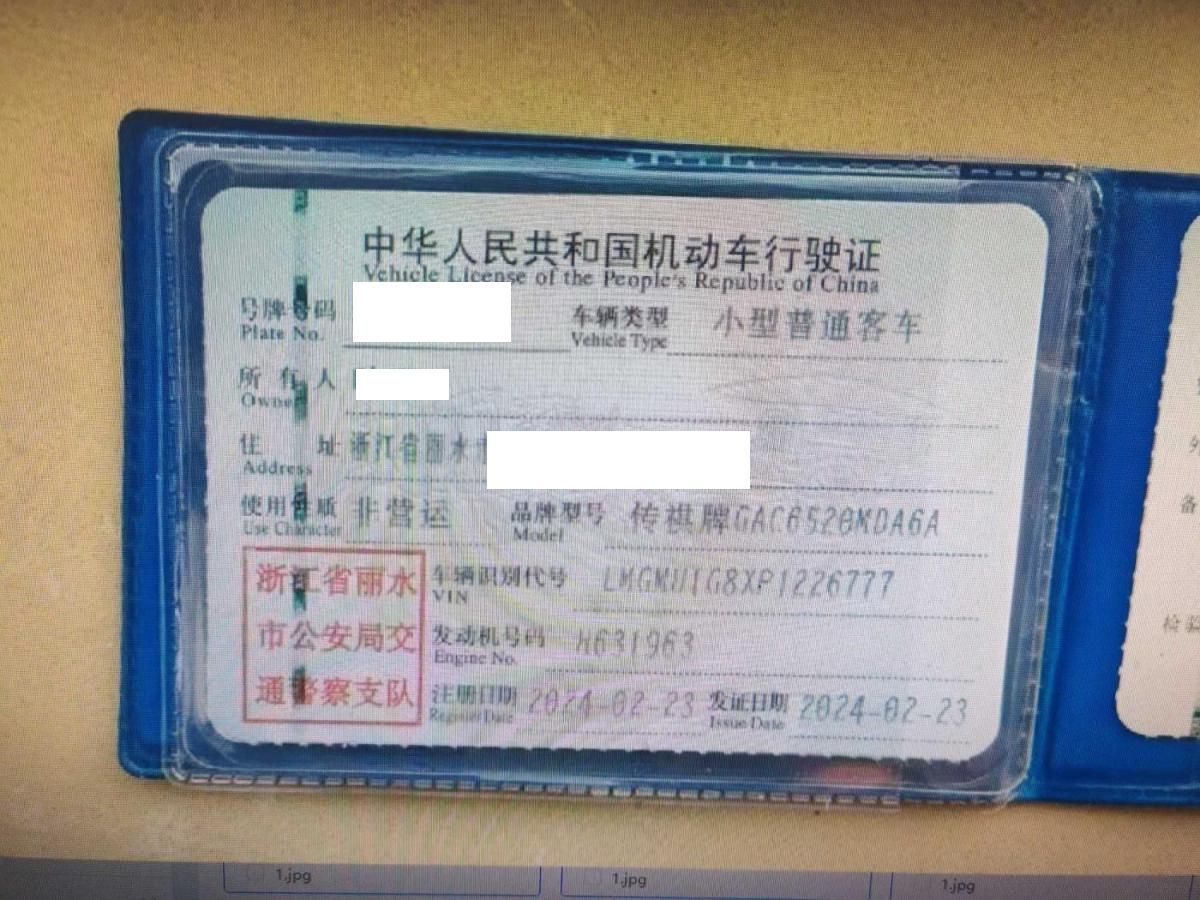 中华人民共和国机动车行驶证
Vehicle License of the People's Republic of China
号牌号码 车辆类型 小型普通客车
Plate No. Vehicle Type
所有人
Owner
住址 浙江省丽水
Address
使用性质 非营运 品牌型号 传祺牌GAC6520KDA6A
Use Character Model
浙江省丽水 车辆识别代号 LMGMU1G8XP1226777
VIN
市公安局交 发动机号码 H631963
Engine No.
通警察支队 注册日期 2024-02-23 发证日期 2024-02-23
Register Date Issue Date
备
检验
1.jpg 1.jpg 1.jpg